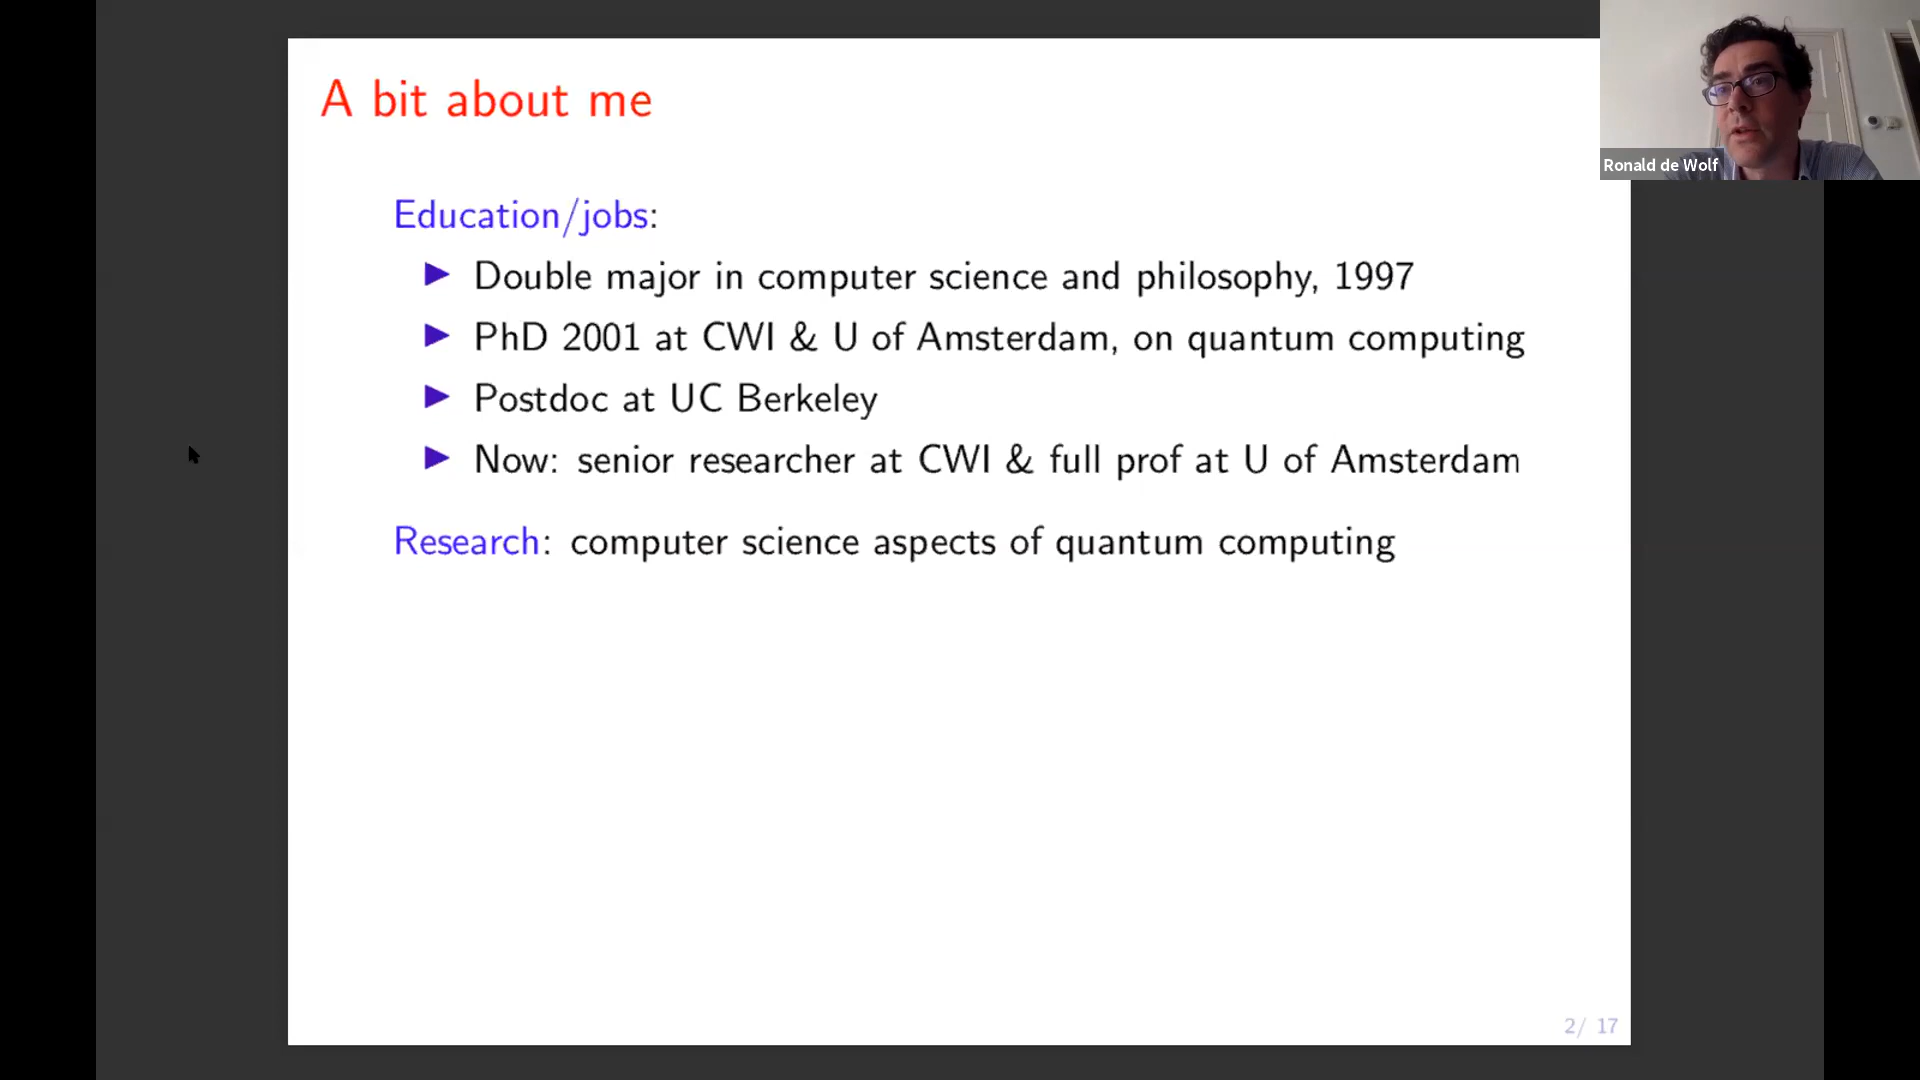 A bit about me
Ronald de Wolf
Education/jobs:
Double major in computer science and philosophy, 1997
PhD 2001 at CWI & U of Amsterdam, on quantum computing
Postdoc at UC Berkeley
Now: senior researcher at CWI & full prof at U of Amsterdam
Research: computer science aspects of quantum computing
2/ 17